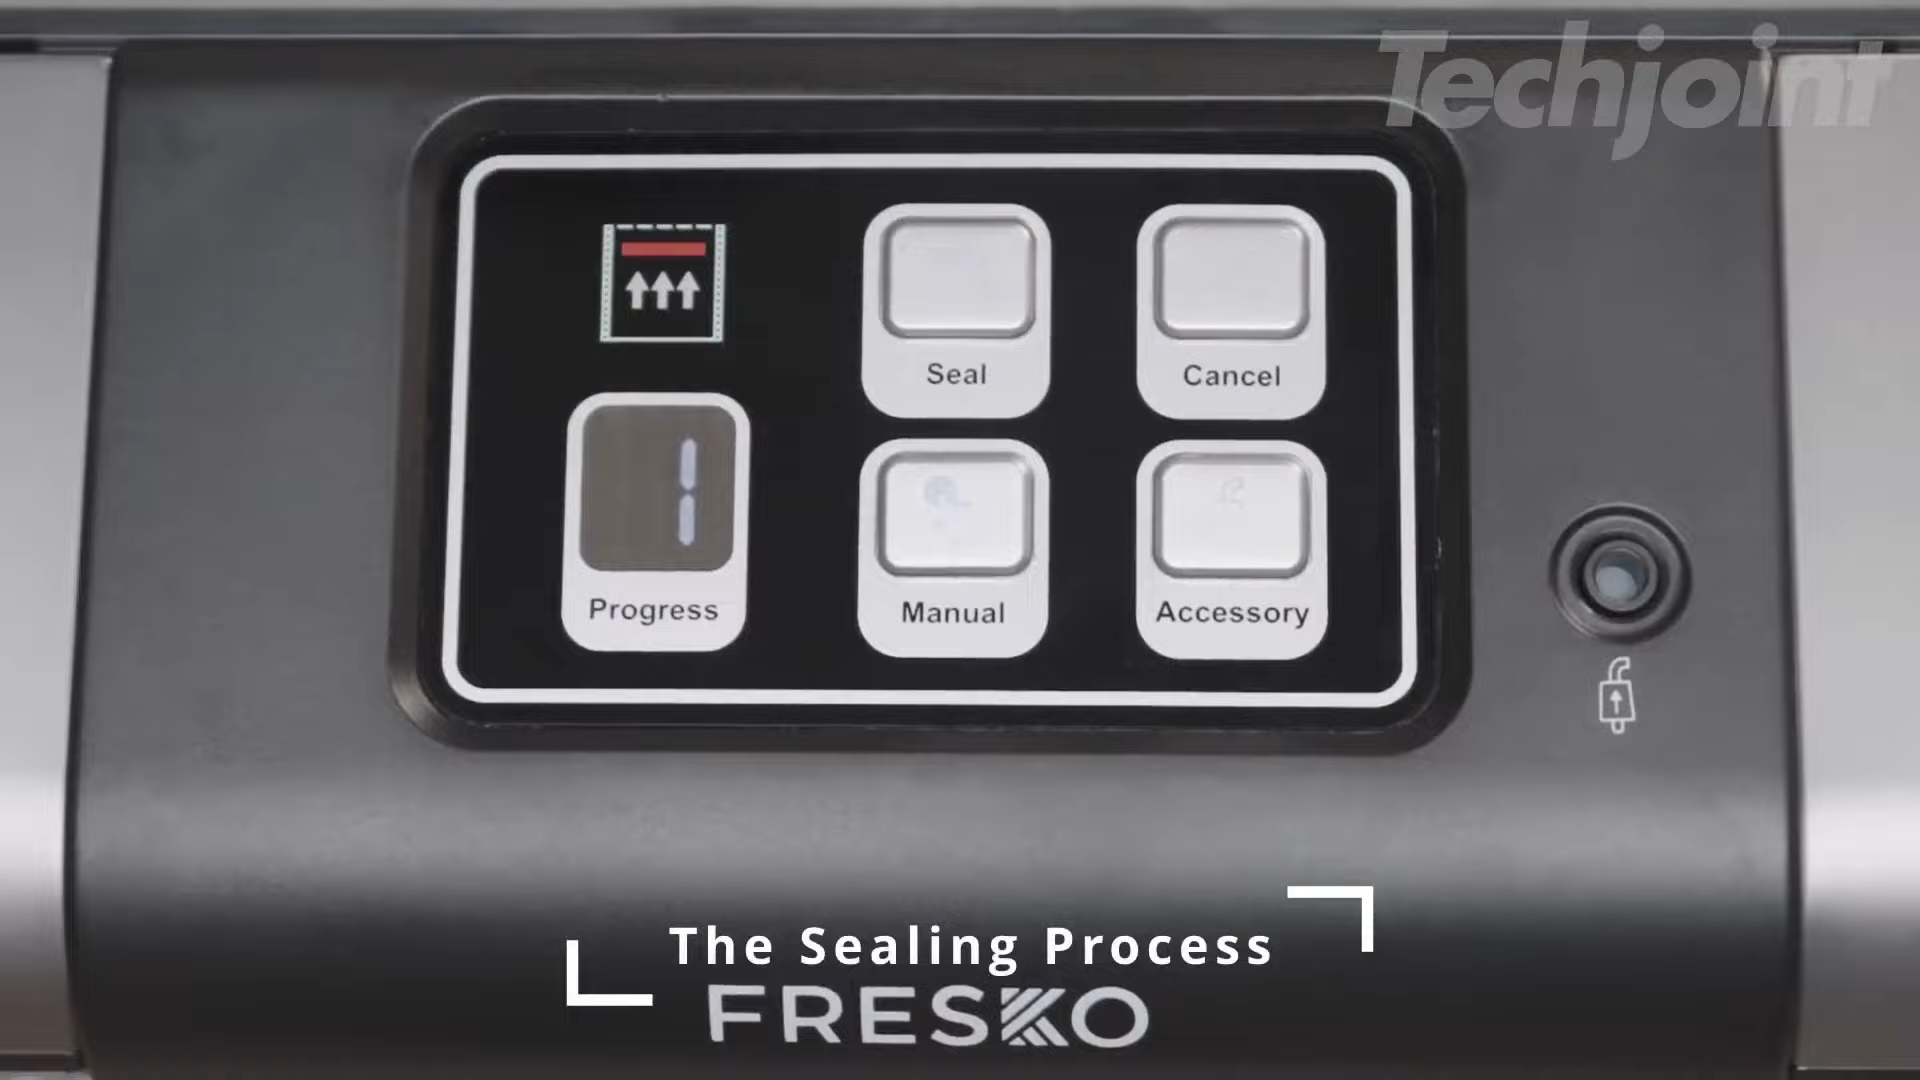 Techjoint
Seal
Cancel
1
Progress
Manual
Accessory
The Sealing Process
FRESKO